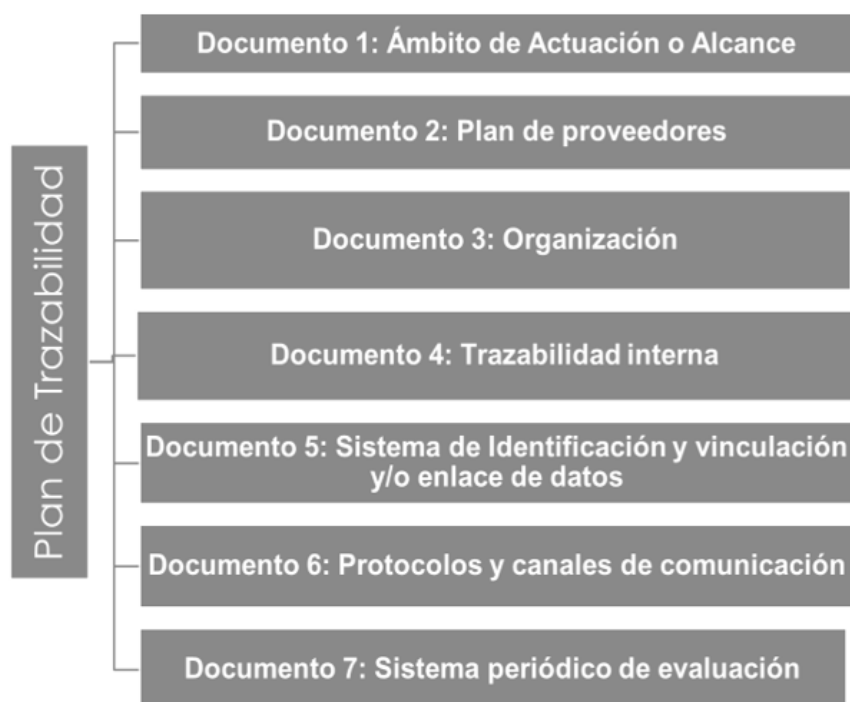 Plan de Trazabilidad
Documento 1: Ámbito de Actuación o Alcance
Documento 2: Plan de proveedores
Documento 3: Organización
Documento 4: Trazabilidad interna
Documento 5: Sistema de Identificación y vinculación
y/o enlace de datos
Documento 6: Protocolos y canales de comunicación
Documento 7: Sistema periódico de evaluación